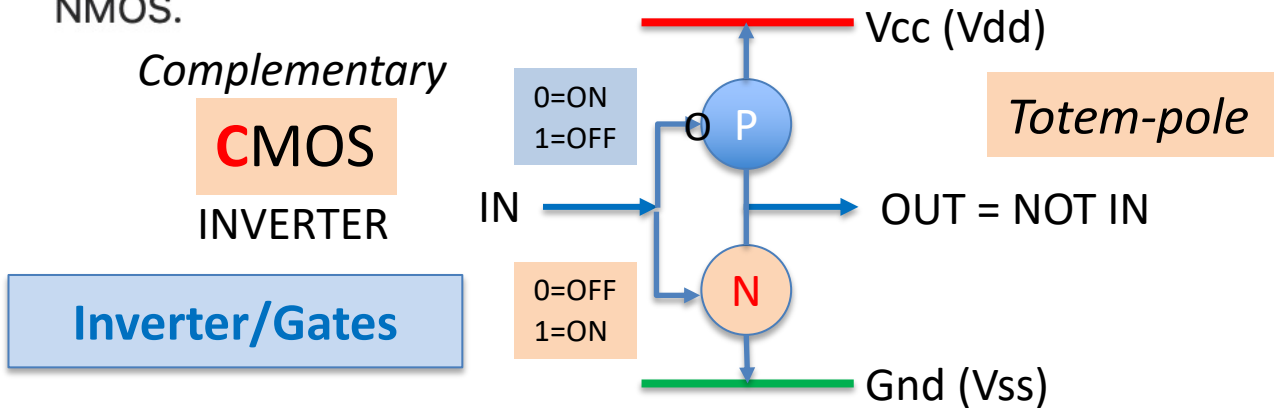 NMOS.
Complementary
CMOS
INVERTER
Inverter/Gates
Vcc (Vdd)
0=ON
1=OFF
O
P
Totem-pole
IN
OUT = NOT IN
0=OFF
1=ON
N
Gnd (Vss)